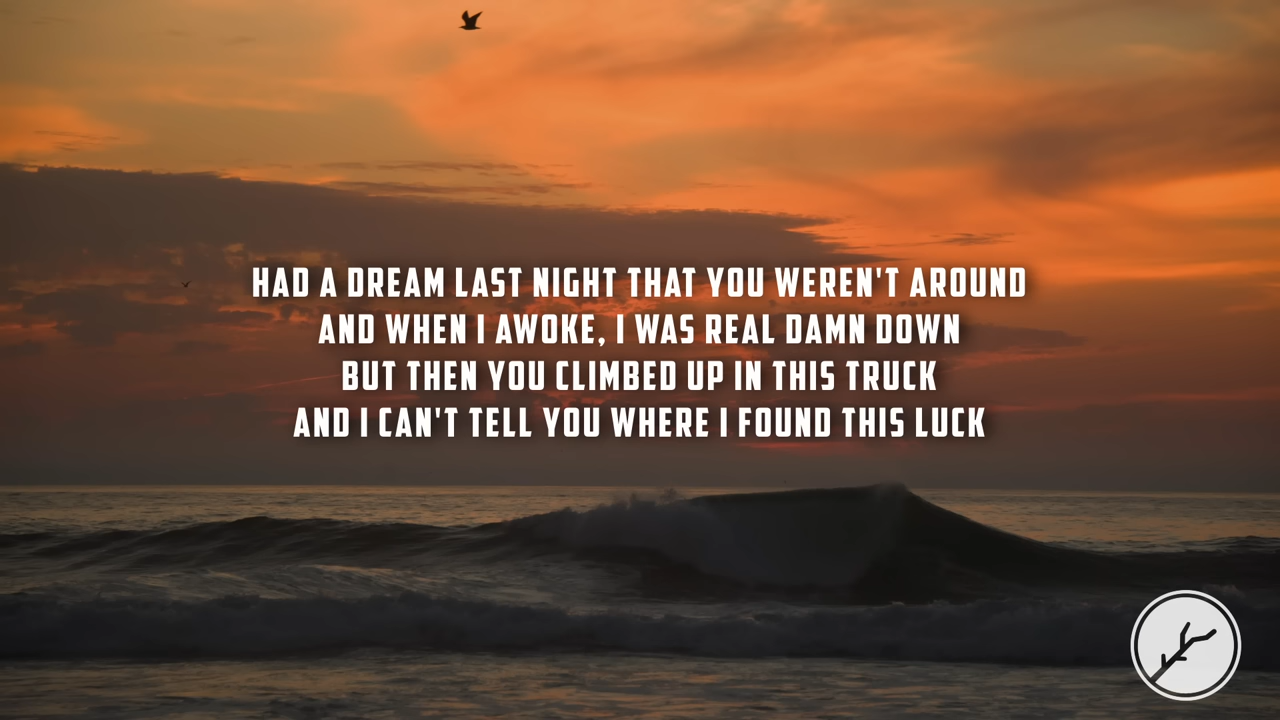 HAD A DREAM LAST NIGHT THAT YOU WEREN'T AROUND
AND WHEN I AWOKE, I WAS REAL DAMN DOWN
BUT THEN YOU CLIMBED UP IN THIS TRUCK
AND I CAN'T TELL YOU WHERE I FOUND THIS LUCK